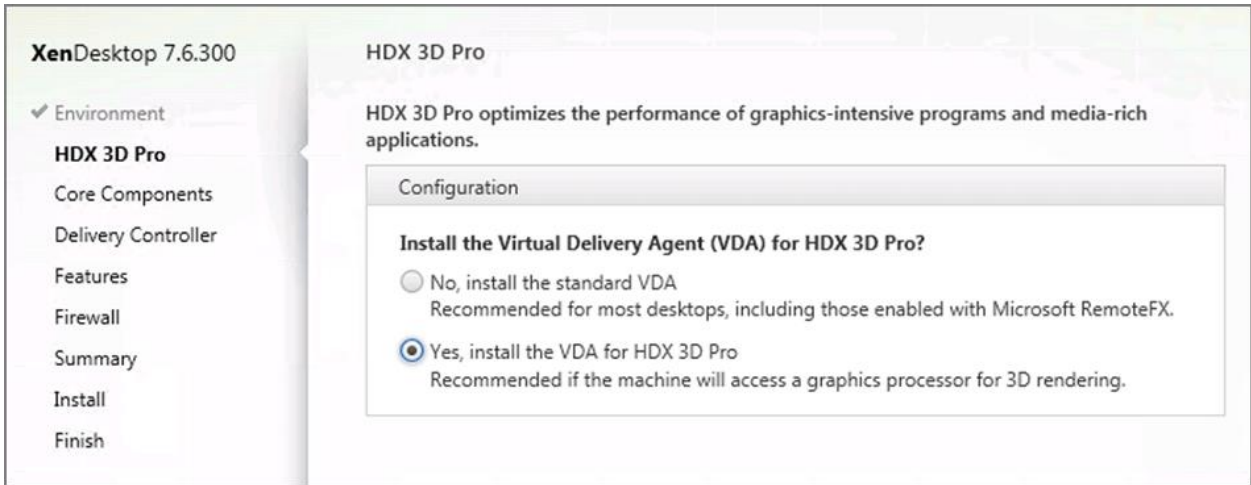 XenDesktop 7.6.300
Environment
HDX 3D Pro
Core Components
Delivery Controller
Features
Firewall
Summary
Install
Finish
HDX 3D Pro
HDX 3D Pro optimizes the performance of graphics-intensive programs and media-rich
applications.
Configuration
Install the Virtual Delivery Agent (VDA) for HDX 3D Pro?
No, install the standard VDA
Recommended for most desktops, including those enabled with Microsoft RemoteFX.
Yes, install the VDA for HDX 3D Pro
Recommended if the machine will access a graphics processor for 3D rendering.